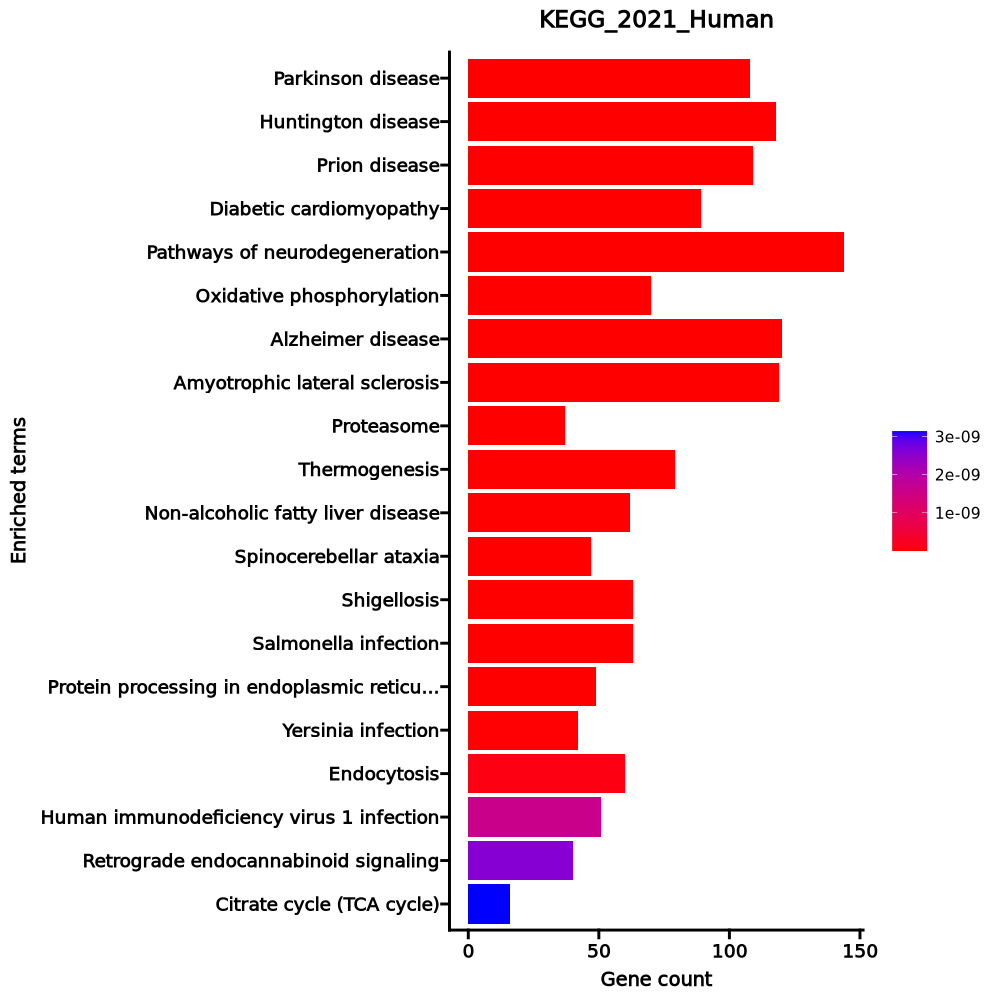 KEGG_2021_Human
Parkinson disease
Huntington disease
Prion disease
Diabetic cardiomyopathy
Pathways of neurodegeneration
Oxidative phosphorylation
Alzheimer disease
Amyotrophic lateral sclerosis
Proteasome
Thermogenesis
Non-alcoholic fatty liver disease
Spinocerebellar ataxia
Shigellosis
Salmonella infection
Protein processing in endoplasmic reticu...
Yersinia infection
Endocytosis
Human immunodeficiency virus 1 infection
Retrograde endocannabinoid signaling
Citrate cycle (TCA cycle)
Enriched terms
0 50 100 150
Gene count
3e-09
2e-09
1e-09